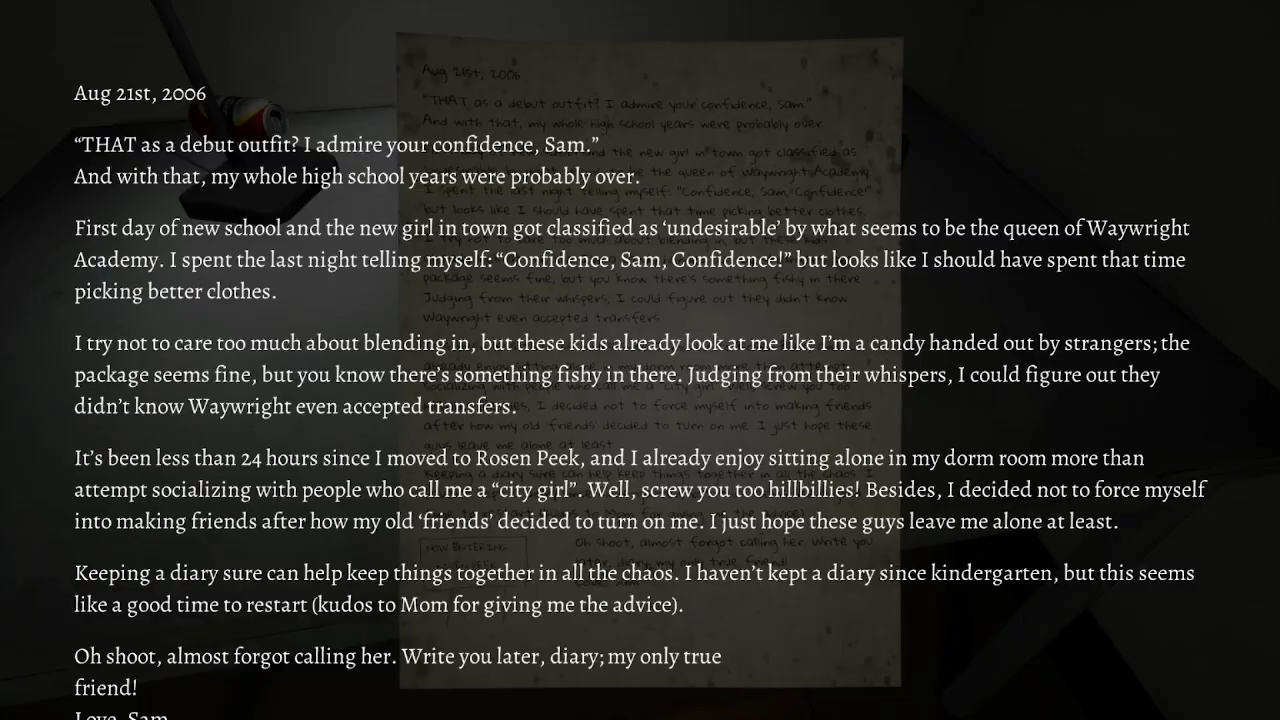 Aug 21st, 2006
“THAT as a debut outfit? I admire your confidence, Sam.”
And with that, my whole high school years were probably over.
First day of new school and the new girl in town got classified as ‘undesirable’ by what seems to be the queen of Waywright
Academy. I spent the last night telling myself: “Confidence, Sam, Confidence!” but looks like I should have spent that time
picking better clothes.
I try not to care too much about blending in, but these kids already look at me like I’m a candy handed out by strangers; the
package seems fine, but you know there’s something fishy in there. Judging from their whispers, I could figure out they
didn’t know Waywright even accepted transfers.
It’s been less than 24 hours since I moved to Rosen Peek, and I already enjoy sitting alone in my dorm room more than
attempt socializing with people who call me a “city girl”. Well, screw you too hillbillies! Besides, I decided not to force myself
into making friends after how my old ‘friends’ decided to turn on me. I just hope these guys leave me alone at least.
Keeping a diary sure can help keep things together in all the chaos. I haven’t kept a diary since kindergarten, but this seems
like a good time to restart (kudos to Mom for giving me the advice).
Oh shoot, almost forgot calling her. Write you later, diary; my only true
friend!
Love, Sam